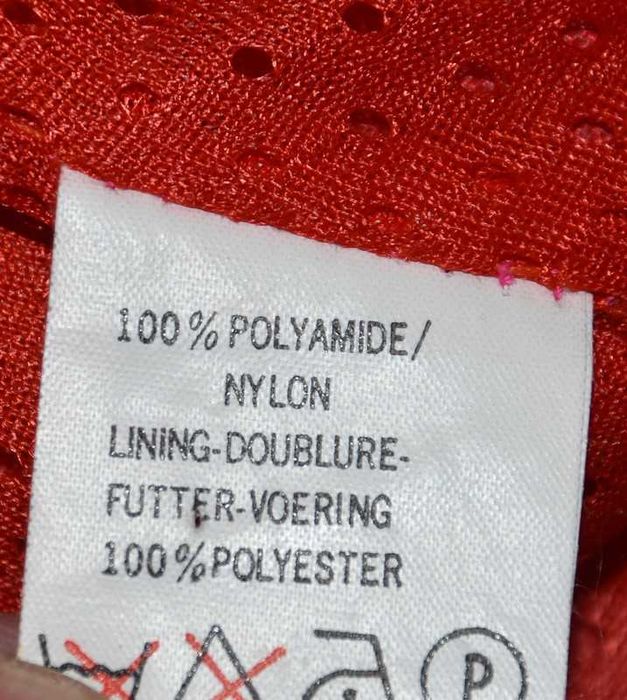 100% POLYAMIDE/
NYLON
LINING-DOUBLURE-
FUTTER-VOERING
100% POLYESTER
P